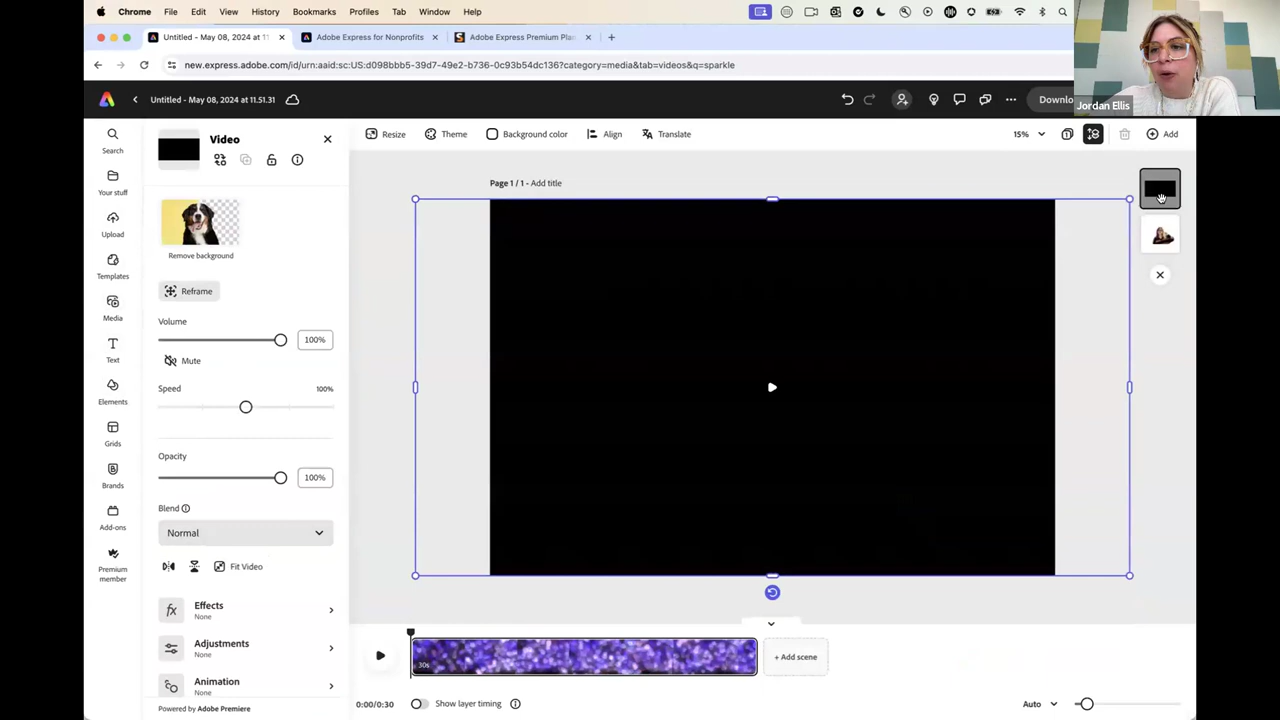 Chrome File Edit View History Bookmarks Profiles Tab Window Help
Untitled - May 08, 2024 at 11
Adobe Express for Nonprofits
Adobe Express Premium Plan
new.express.adobe.com/id/urn:aaid:sc:US:d098bbb5-39d7-49e2-b736-0c93b54dc136?category=media&tab=videos&q=sparkle
Jordan Ellis
Untitled - May 08, 2024 at 11.51.31
Downlo
Resize Theme Background color Align Translate
15%
Add
Search
Your stuff
Upload
Templates
Media
Text
Elements
Grids
Brands
Add-ons
Premium member
Video
Remove background
Reframe
Volume
100%
Mute
Speed
100%
Opacity
100%
Blend
Normal
Fit Video
Effects
None
Adjustments
None
Animation
None
Powered by Adobe Premiere
Page 1 / 1 - Add title
30s
+ Add scene
0:00/0:30
Show layer timing
Auto